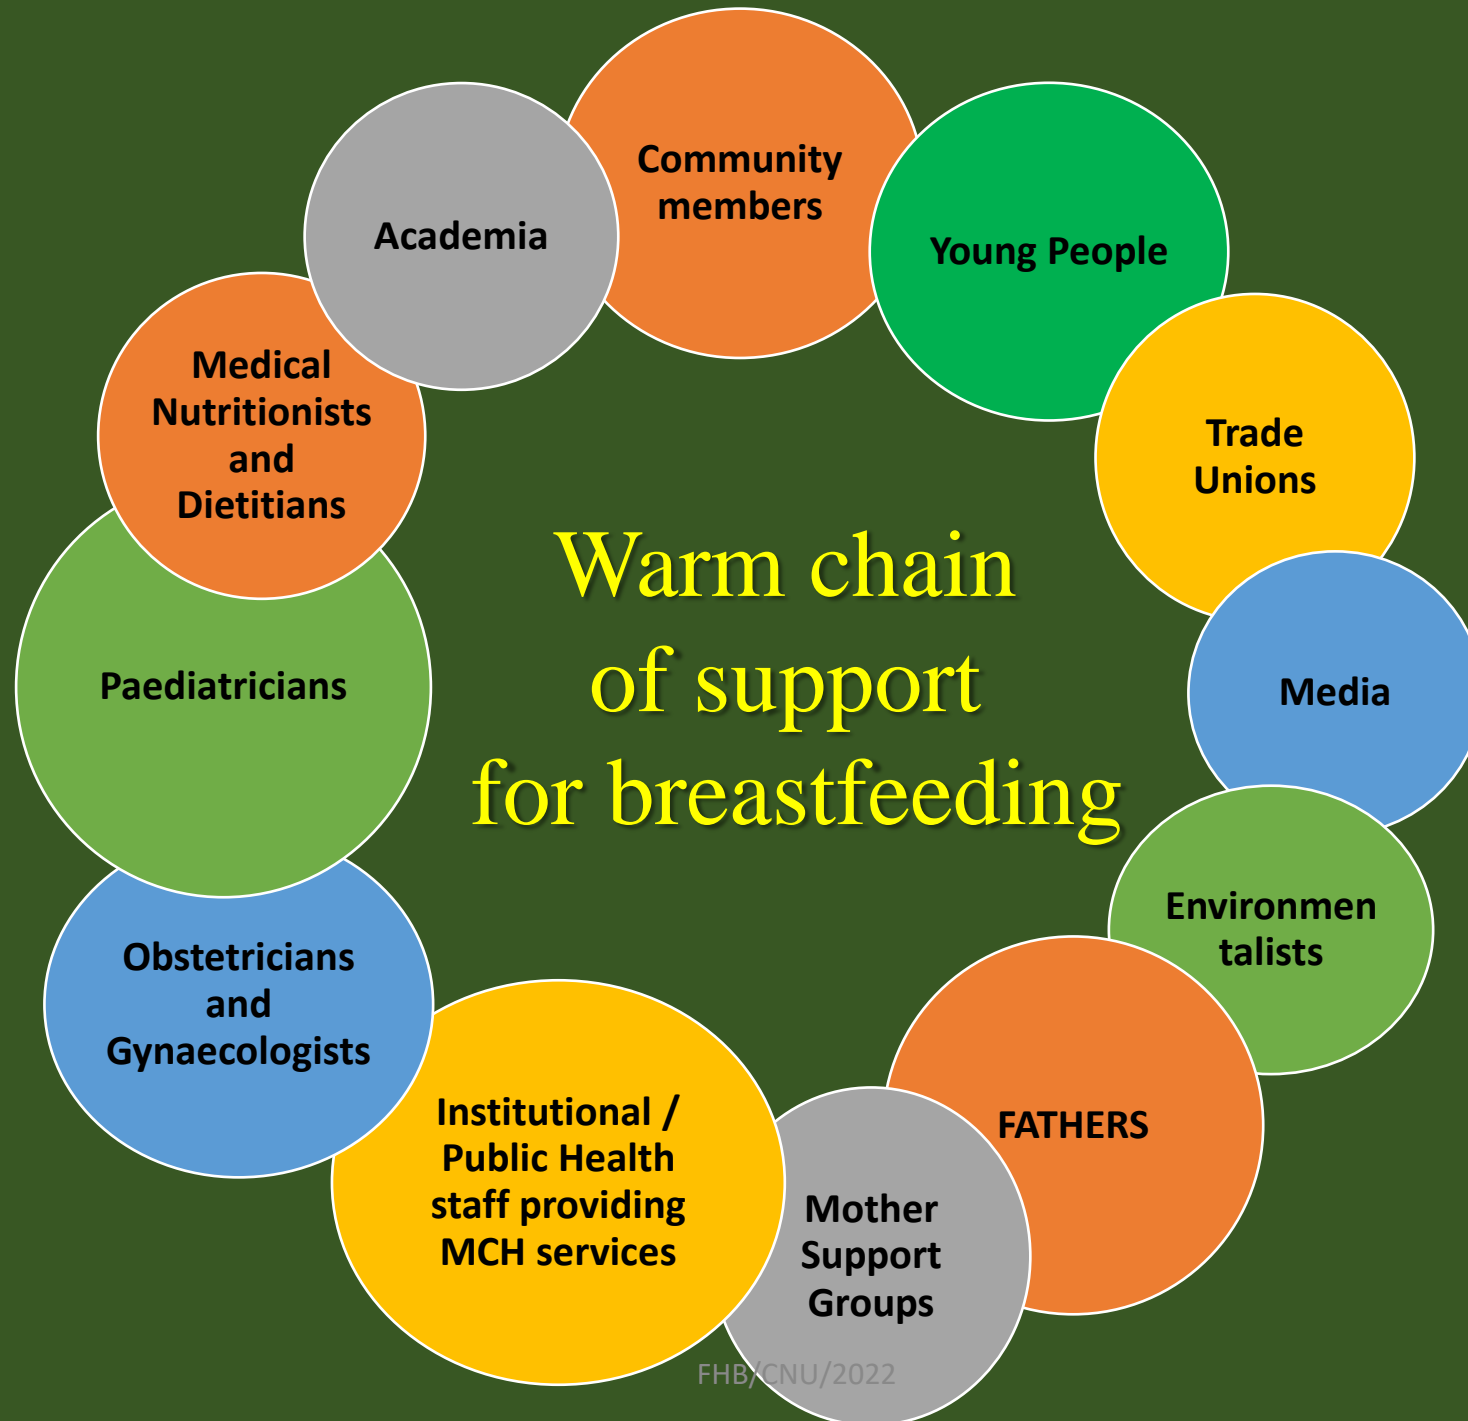 Community
members
Young People
Trade
Unions
Media
Environmen
talists
FATHERS
Mother
Support
Groups
Institutional /
Public Health
staff providing
MCH services
Obstetricians
and
Gynaecologists
Paediatricians
Medical
Nutritionists
and
Dietitians
Academia
Warm chain
of support
for breastfeeding
FHB/CNU/2022